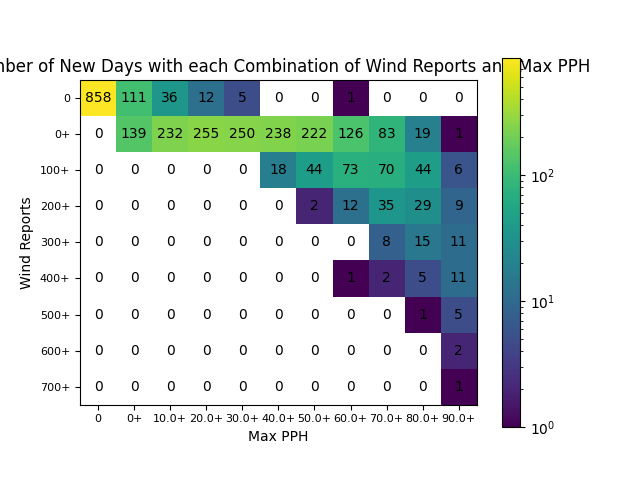 nber of New Days with each Combination of Wind Reports an Max PPH
0 858 111 36 12 5 0 0 1 0 0 0
0+ 0 139 232 255 250 238 222 126 83 19 1
100+ 0 0 0 0 0 18 44 73 70 44 6
200+ 0 0 0 0 0 0 2 12 35 29 9
300+ 0 0 0 0 0 0 0 0 8 15 11
400+ 0 0 0 0 0 0 0 1 2 5 11
500+ 0 0 0 0 0 0 0 0 0 1 5
600+ 0 0 0 0 0 0 0 0 0 0 2
700+ 0 0 0 0 0 0 0 0 0 0 1
0 0+ 10.0+ 20.0+ 30.0+ 40.0+ 50.0+ 60.0+ 70.0+ 80.0+ 90.0+
Max PPH
Wind Reports
10²
10¹
10⁰